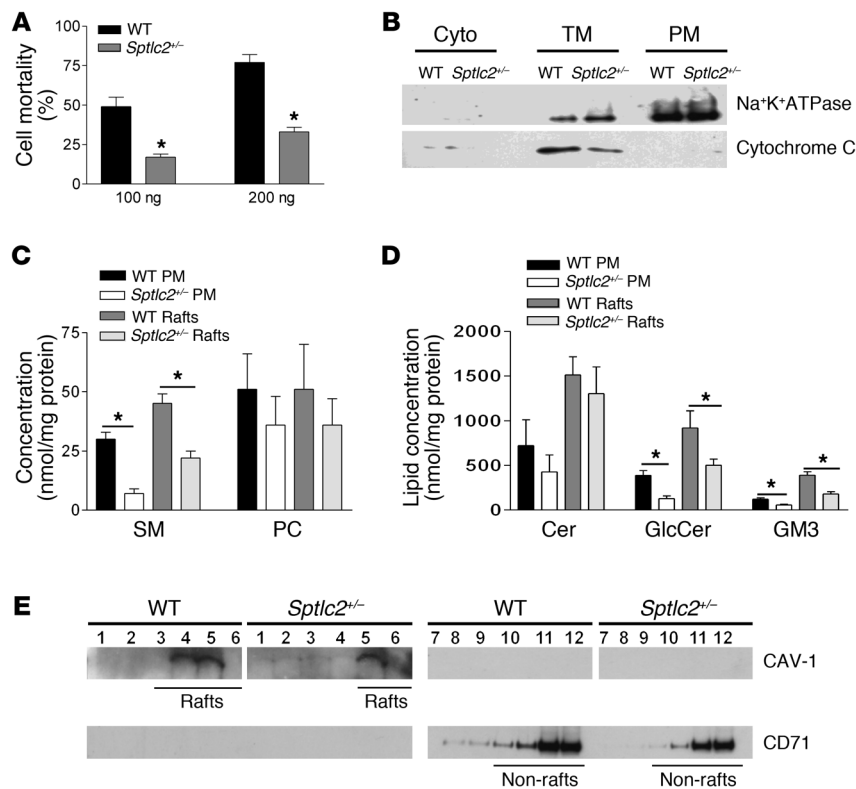 A
WT
Sptlc2+/–
Cell mortality
(%)
100
75
50
25
0
*
*
100 ng
200 ng
B
Cyto
TM
PM
WT Sptlc2+/– WT Sptlc2+/– WT Sptlc2+/–
Na+K+ATPase
Cytochrome C
C
WT PM
Sptlc2+/– PM
WT Rafts
Sptlc2+/– Rafts
Concentration
(nmol/mg protein)
75
50
25
0
*
*
SM
PC
D
WT PM
Sptlc2+/– PM
WT Rafts
Sptlc2+/– Rafts
Lipid concentration
(nmol/mg protein)
2000
1500
1000
500
0
*
*
*
*
Cer
GlcCer
GM3
E
WT Sptlc2+/– WT Sptlc2+/–
1 2 3 4 5 6 1 2 3 4 5 6 7 8 9 10 11 12 7 8 9 10 11 12
CAV-1
Rafts Rafts
CD71
Non-rafts Non-rafts